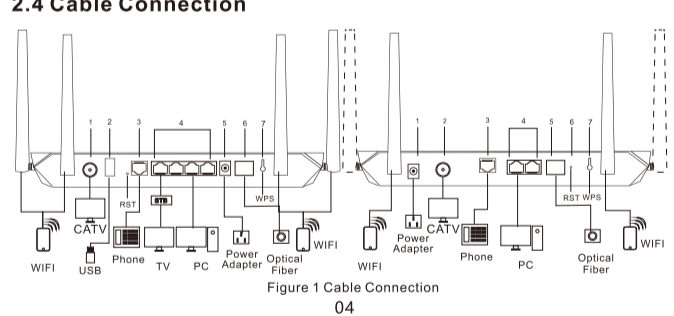 2.4 Cable Connection
1 2 3 4 5 6 7 1 2 3 4 5 6 7
RST WPS RST WPS
STB
CATV CATV
WIFI USB Phone TV PC Power Adapter Optical Fiber WIFI
WIFI Power Adapter Phone PC Optical Fiber WIFI
Figure 1 Cable Connection
04